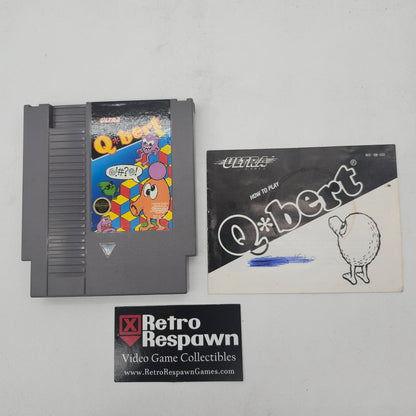 ULTRA
Q*bert
@!#?@!
ULTRA
HOW TO PLAY
Q*bert®
Retro
Respawn
Video Game Collectibles
www.RetroRespawnGames.com